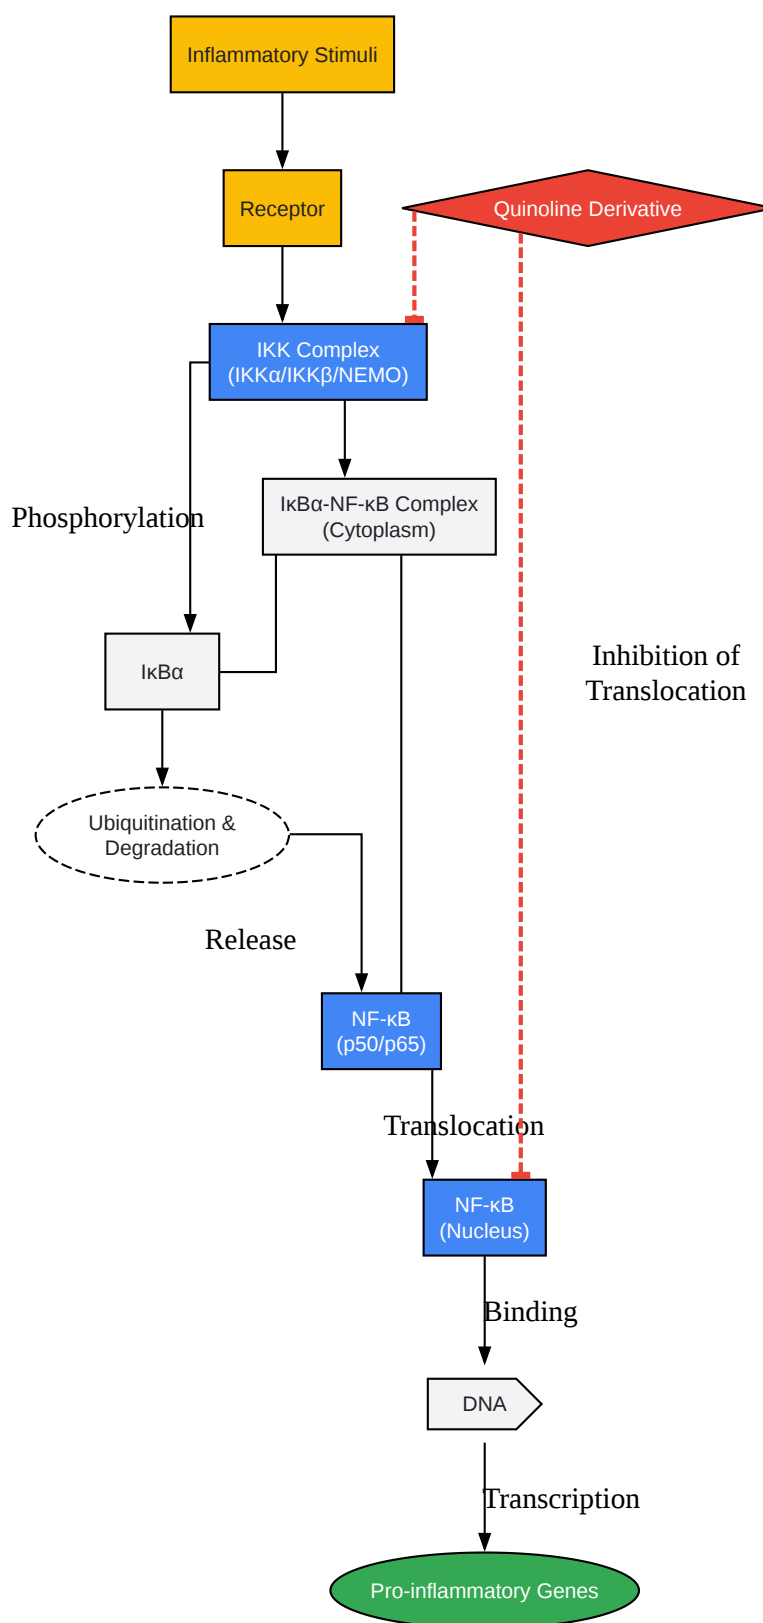 Inflammatory Stimuli
Receptor
Quinoline Derivative
IKK Complex
(IKKα/IKKβ/NEMO)
IκBα-NF-κB Complex
(Cytoplasm)
Phosphorylation
IκBα
Inhibition of
Translocation
Ubiquitination &
Degradation
Release
NF-κB
(p50/p65)
Translocation
NF-κB
(Nucleus)
Binding
DNA
Transcription
Pro-inflammatory Genes